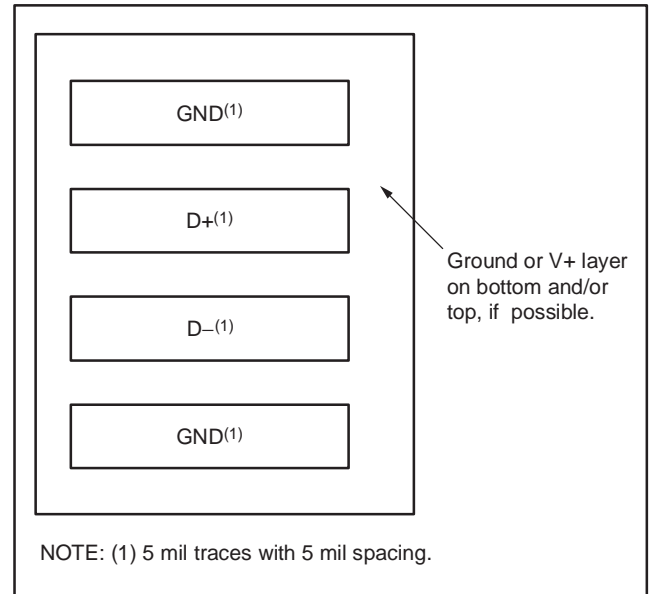 GND(1)
D+(1)
Ground or V+ layer
on bottom and/or
top, if possible.
D−(1)
GND(1)
NOTE: (1) 5 mil traces with 5 mil spacing.